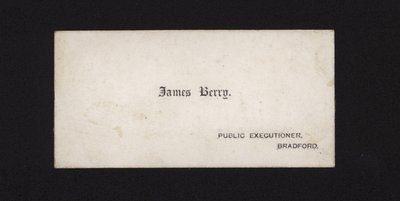 James Berry.
PUBLIC EXECUTIONER,
BRADFORD.